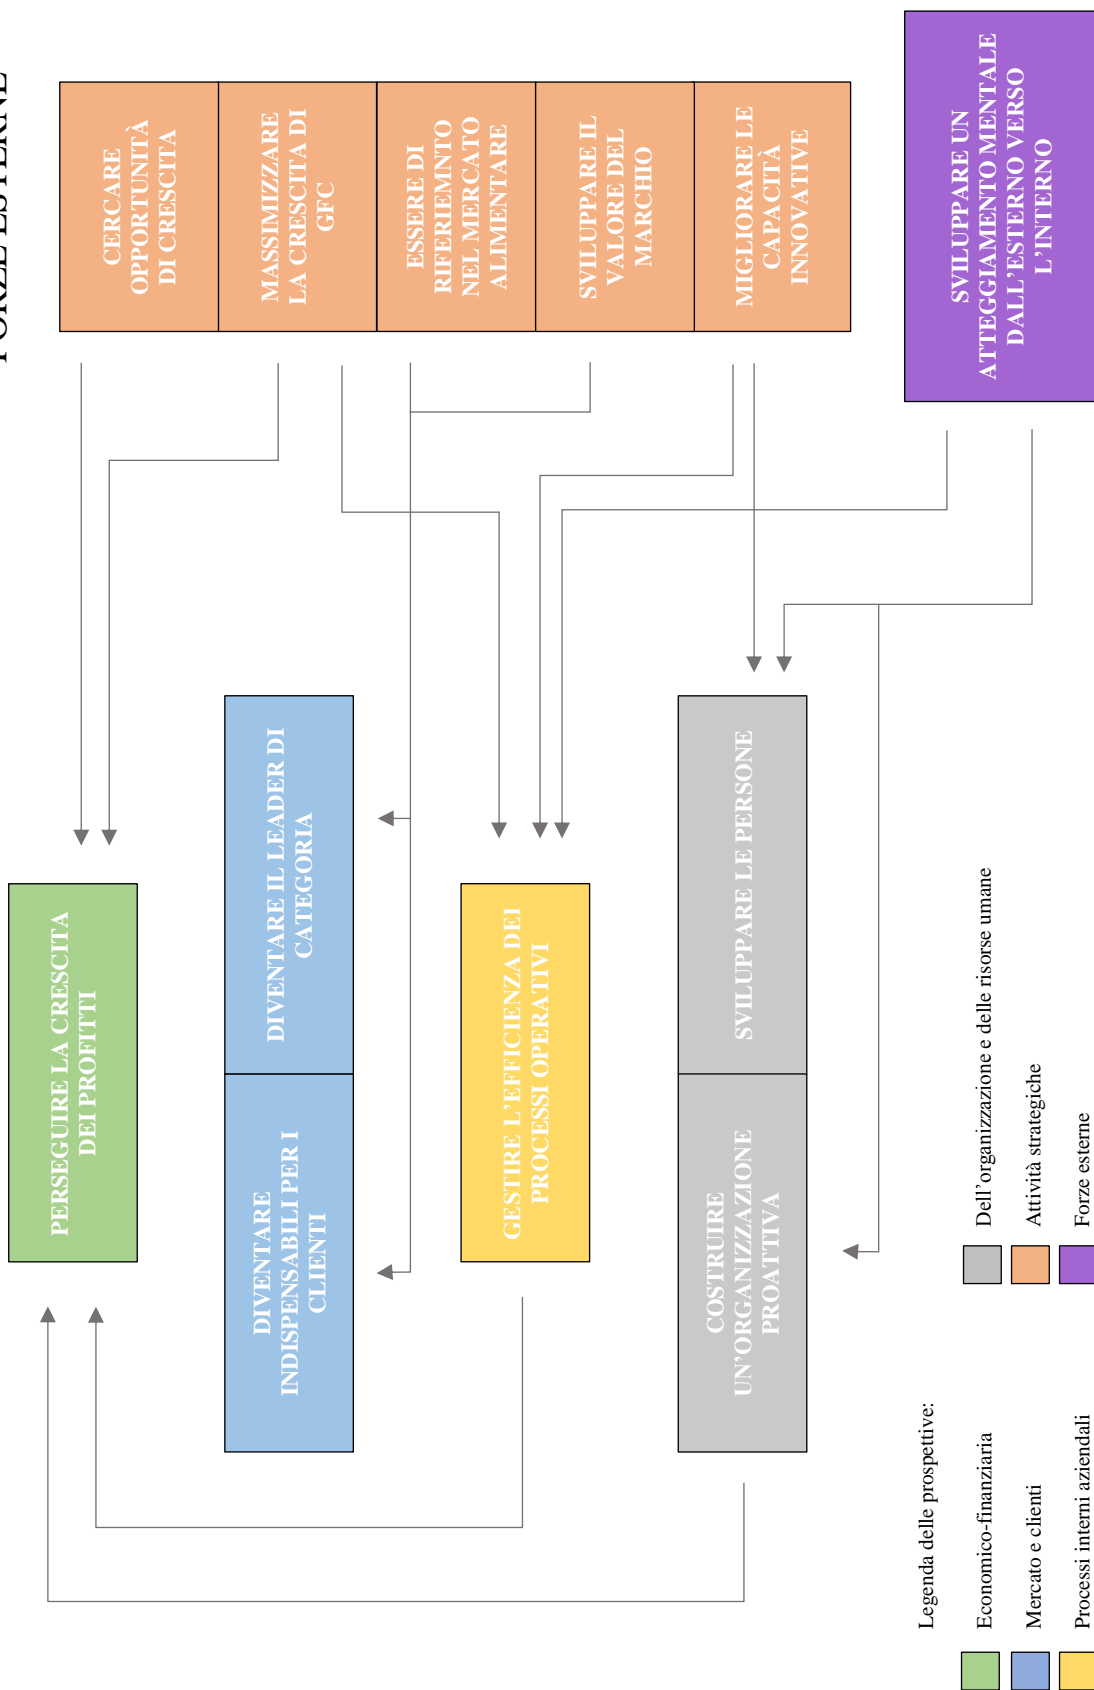 FORZE ESTERNE
PERSEGUIRE LA CRESCITA
DEI PROFITTI
DIVENTARE
INDISPENSABILI PER I
CLIENTI
DIVENTARE IL LEADER DI
CATEGORIA
GESTIRE L'EFFICIENZA DEI
PROCESSI OPERATIVI
COSTRUIRE
UN'ORGANIZZAZIONE
PROATTIVA
SVILUPPARE LE PERSONE
CERCARE
OPPORTUNITÀ
DI CRESCITA
MASSIMIZZARE
LA CRESCITA DI
GFC
ESSERE DI
RIFERIEMNTO
NEL MERCATO
ALIMENTARE
SVILUPPARE IL
VALORE DEL
MARCHIO
MIGLIORARE LE
CAPACITÀ
INNOVATIVE
SVILUPPARE UN
ATTEGGIAMENTO MENTALE
DALL'ESTERNO VERSO
L'INTERNO
Legenda delle prospettive:
Economico-finanziaria
Mercato e clienti
Processi interni aziendali
Dell'organizzazione e delle risorse umane
Attività strategiche
Forze esterne